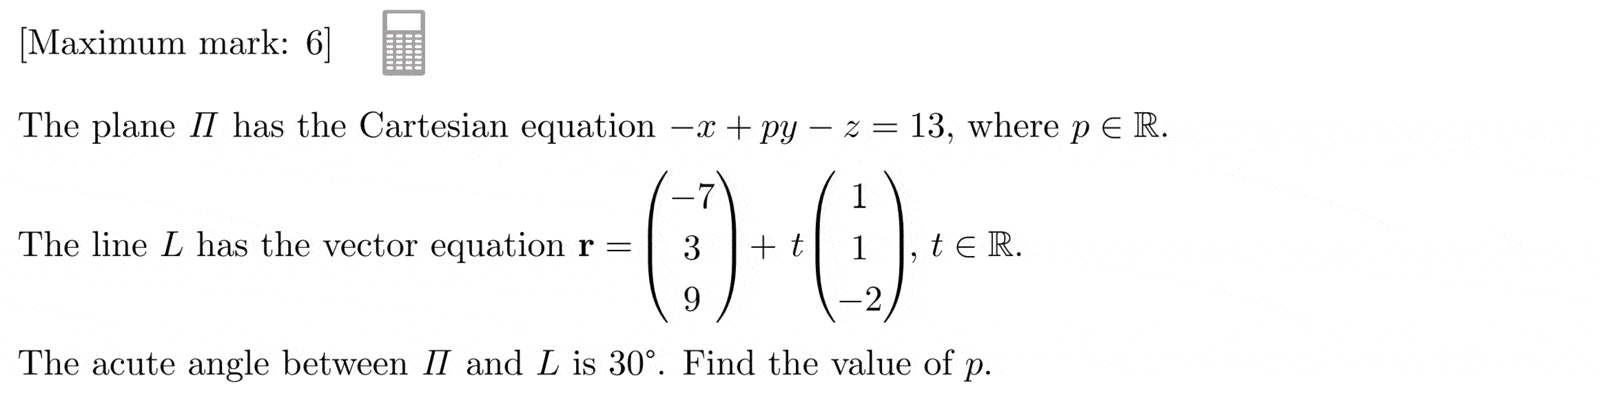 [Maximum mark: 6]
The plane Π has the Cartesian equation −x + py − z = 13, where p ∈ ℝ.
The line L has the vector equation r = (−7, 3, 9) + t (1, 1, −2), t ∈ ℝ.
The acute angle between Π and L is 30°. Find the value of p.